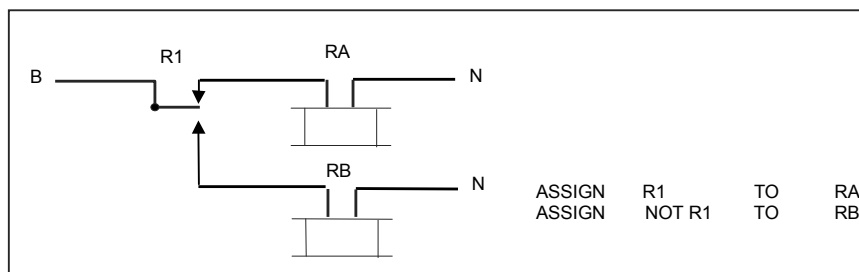 R1 RA
B N
RB
N
ASSIGN R1 TO RA
ASSIGN NOT R1 TO RB